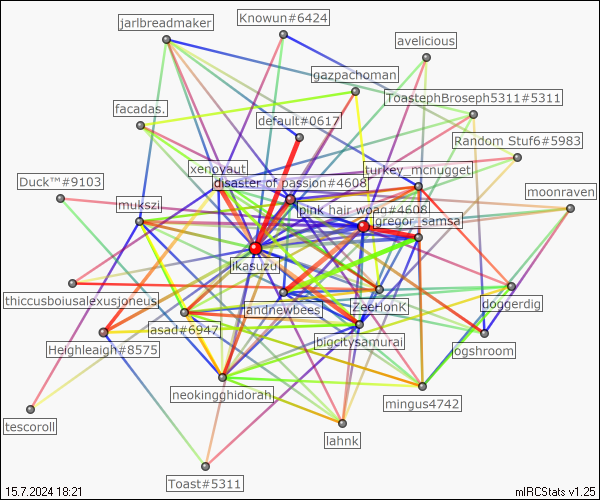 Knowun#6424
jarlbreadmaker
avelicious
gazpachoman
ToastephBroseph5311#5311
facadas.
default#0617
Random Stuf6#5983
xenoyaut
turkey_mcnugget
Duck™#9103
disaster of passion#4608
moonraven
mukszi
pink hair woan#4608
gregor_samsa
ikasuzu
thiccusboiusalexusjoneus
andnewbees
ZeeHonk
doggerdig
asad#6947
bigcitysamurai
Heighleigh#8575
ogshroom
neokingghidorah
mingus4742
tescoroll
lahnk
Toast#5311
15.7.2024 18:21
mIRCStats v1.25